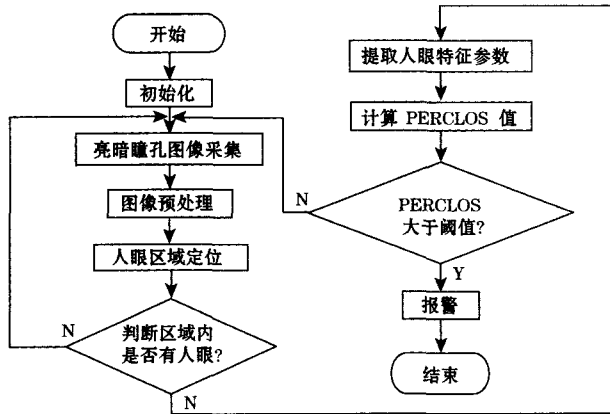 开始
初始化
亮暗瞳孔图像采集
图像预处理
人眼区域定位
判断区域内
是否有人眼?
N
N
提取人眼特征参数
计算 PERCLOS 值
PERCLOS
大于阈值?
N
Y
报警
结束